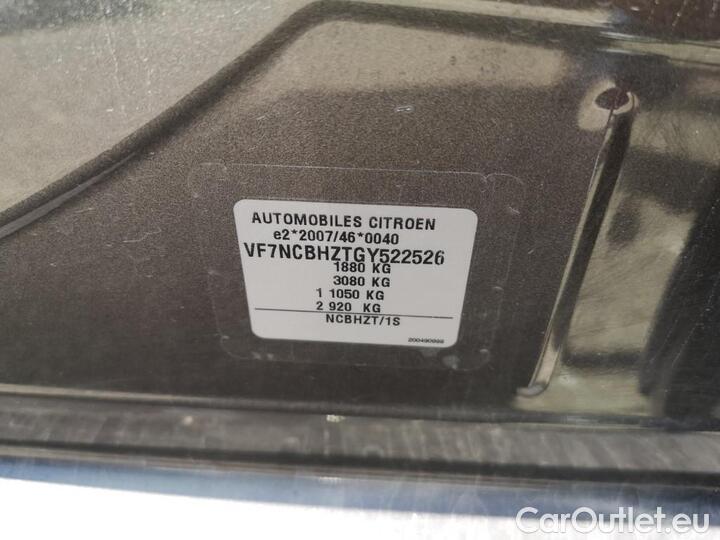 AUTOMOBILES CITROEN
e2*2007/46*0040
VF7NCBHZTGY522526
1880 KG
3080 KG
1 1050 KG
2 920 KG
NCBHZT/1S
200490999
CarOutlet.eu